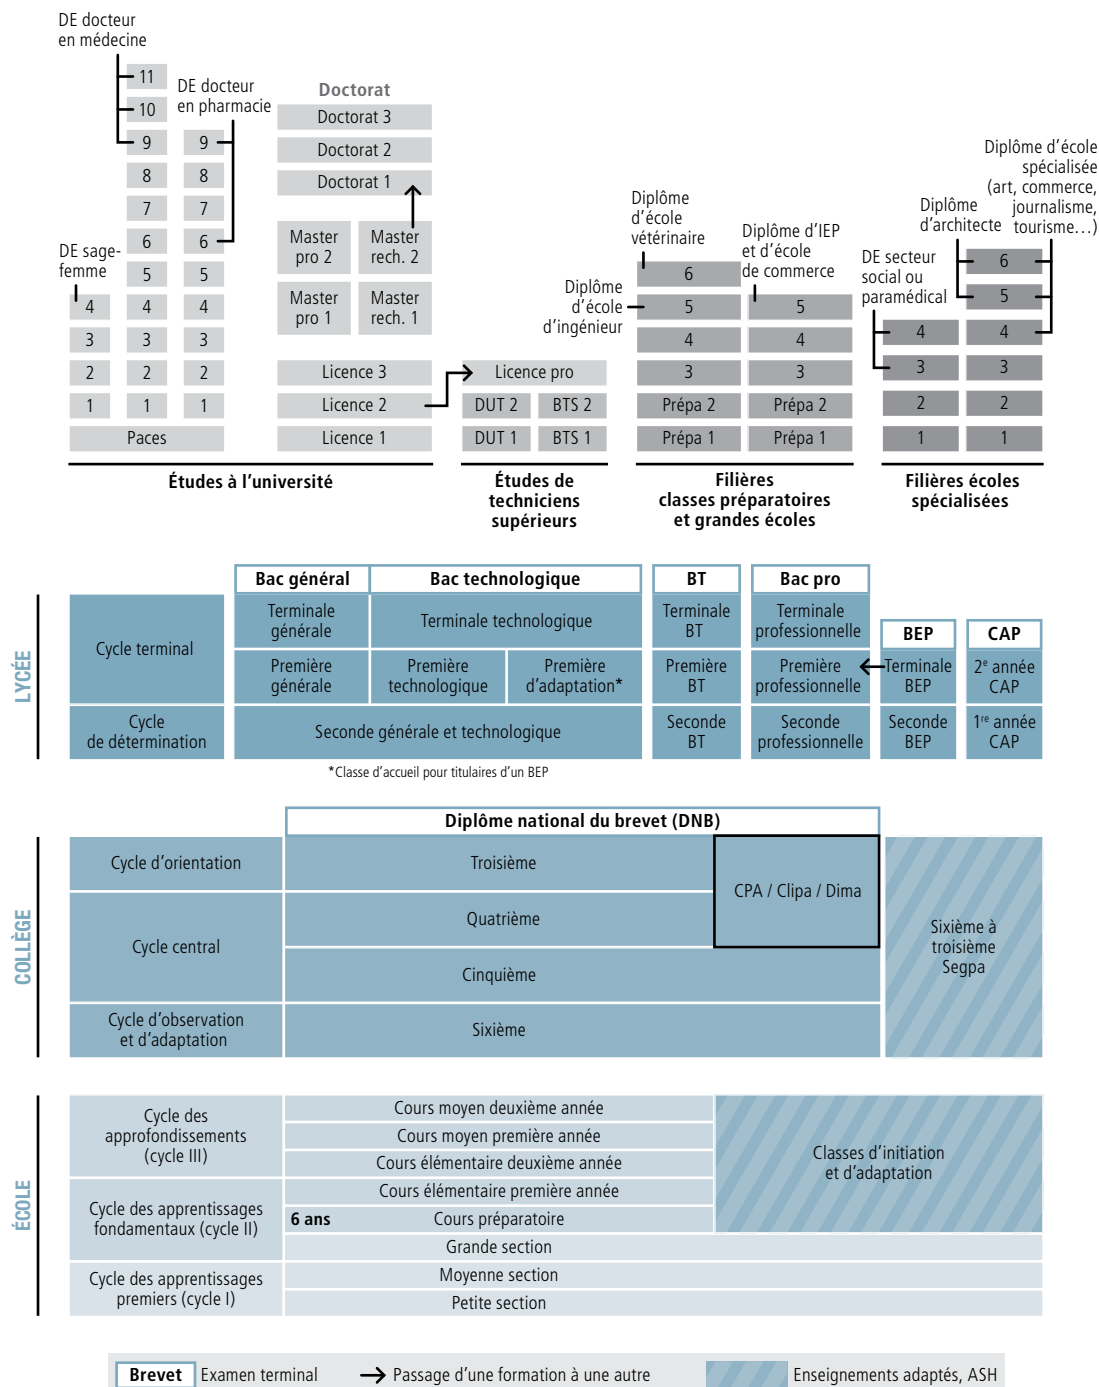 DE docteur
en médecine
11
10
9
8
7
6
5
4
3
2
1
DE docteur
en pharmacie
9
8
7
6
5
4
3
2
1
DE sage-
femme
4
3
2
1
Paces
Doctorat
Doctorat 3
Doctorat 2
Doctorat 1
Master
pro 2
Master
rech. 2
Master
pro 1
Master
rech. 1
Licence 3
Licence 2
Licence 1
Études à l'université
Licence pro
DUT 2
BTS 2
DUT 1
BTS 1
Études de
techniciens
supérieurs
Diplôme
d'école
vétérinaire
Diplôme
d'école
d'ingénieur
6
5
4
3
Prépa 2
Prépa 1
Diplôme d'IEP
et d'école
de commerce
5
4
3
Prépa 2
Prépa 1
Filières
classes préparatoires
et grandes écoles
DE secteur
social ou
paramédical
4
3
2
1
Diplôme
d'architecte
Diplôme d'école
spécialisée
(art, commerce,
journalisme,
tourisme…)
6
5
4
3
2
1
Filières écoles
spécialisées
LYCÉE
Bac général
Bac technologique
BT
Bac pro
Cycle terminal
Terminale
générale
Terminale technologique
Terminale
BT
Terminale
professionnelle
BEP
CAP
Première
générale
Première
technologique
Première
d'adaptation*
Première
BT
Première
professionnelle
Terminale
BEP
2e année
CAP
Cycle
de détermination
Seconde générale et technologique
Seconde
BT
Seconde
professionnelle
Seconde
BEP
1re année
CAP
*Classe d'accueil pour titulaires d'un BEP
COLLÈGE
Diplôme national du brevet (DNB)
Cycle d'orientation
Troisième
CPA / Clipa / Dima
Cycle central
Quatrième
Cinquième
Sixième à
troisième
Segpa
Cycle d'observation
et d'adaptation
Sixième
ÉCOLE
Cycle des
approfondissements
(cycle III)
Cours moyen deuxième année
Cours moyen première année
Cours élémentaire deuxième année
Classes d'initiation
et d'adaptation
Cycle des apprentissages
fondamentaux (cycle II)
Cours élémentaire première année
6 ans Cours préparatoire
Grande section
Cycle des apprentissages
premiers (cycle I)
Moyenne section
Petite section
Brevet Examen terminal
Passage d'une formation à une autre
Enseignements adaptés, ASH